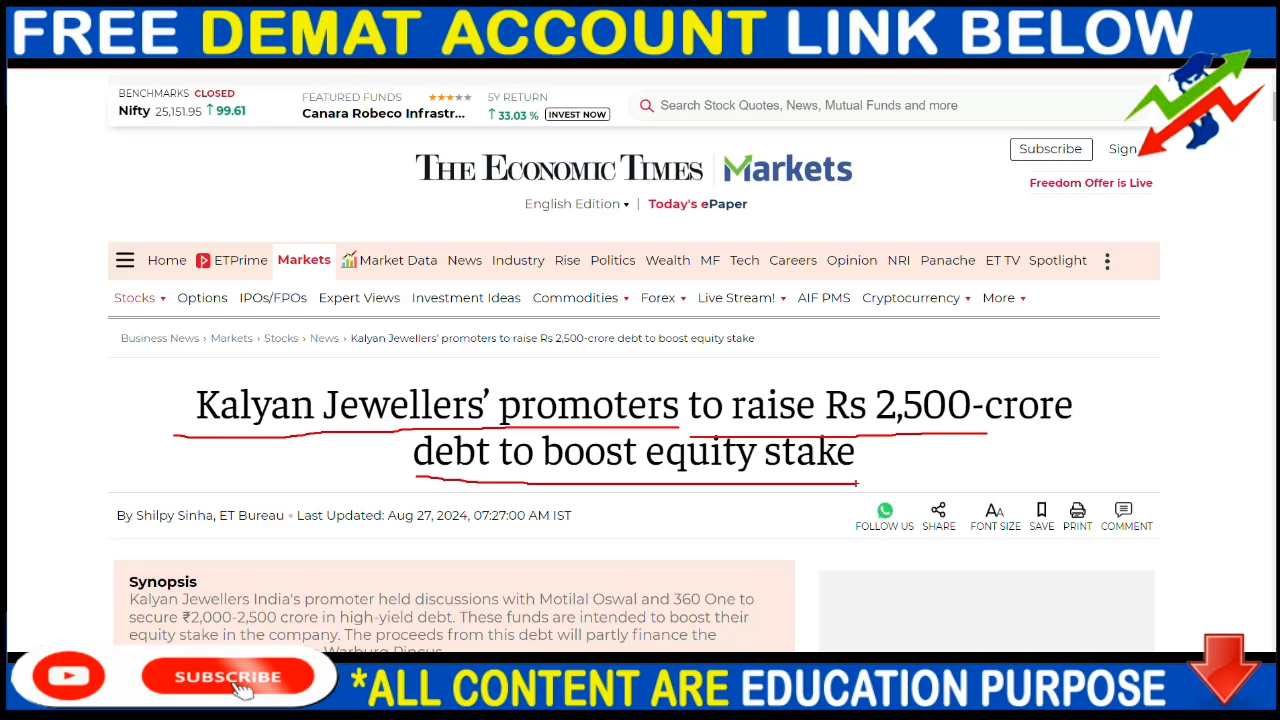 FREE DEMAT ACCOUNT LINK BELOW
BENCHMARKS CLOSED
Nifty 25,151.95 ↑ 99.61
FEATURED FUNDS ★★★★★
Canara Robeco Infrastr...
5Y RETURN
↑ 33.03 % INVEST NOW
Search Stock Quotes, News, Mutual Funds and more
THE ECONOMIC TIMES | Markets
Subscribe Sign
English Edition ▾ | Today's ePaper
Freedom Offer is Live
Home ETPrime Markets Market Data News Industry Rise Politics Wealth MF Tech Careers Opinion NRI Panache ET TV Spotlight
Stocks ▾ Options IPOs/FPOs Expert Views Investment Ideas Commodities ▾ Forex ▾ Live Stream! ▾ AIF PMS Cryptocurrency ▾ More ▾
Business News › Markets › Stocks › News › Kalyan Jewellers' promoters to raise Rs 2,500-crore debt to boost equity stake
Kalyan Jewellers’ promoters to raise Rs 2,500-crore
debt to boost equity stake
By Shilpy Sinha, ET Bureau • Last Updated: Aug 27, 2024, 07:27:00 AM IST
FOLLOW US SHARE FONT SIZE SAVE PRINT COMMENT
Synopsis
Kalyan Jewellers India's promoter held discussions with Motilal Oswal and 360 One to
secure ₹2,000-2,500 crore in high-yield debt. These funds are intended to boost their
equity stake in the company. The proceeds from this debt will partly finance the
Warburg Pincus
SUBSCRIBE
*ALL CONTENT ARE EDUCATION PURPOSE